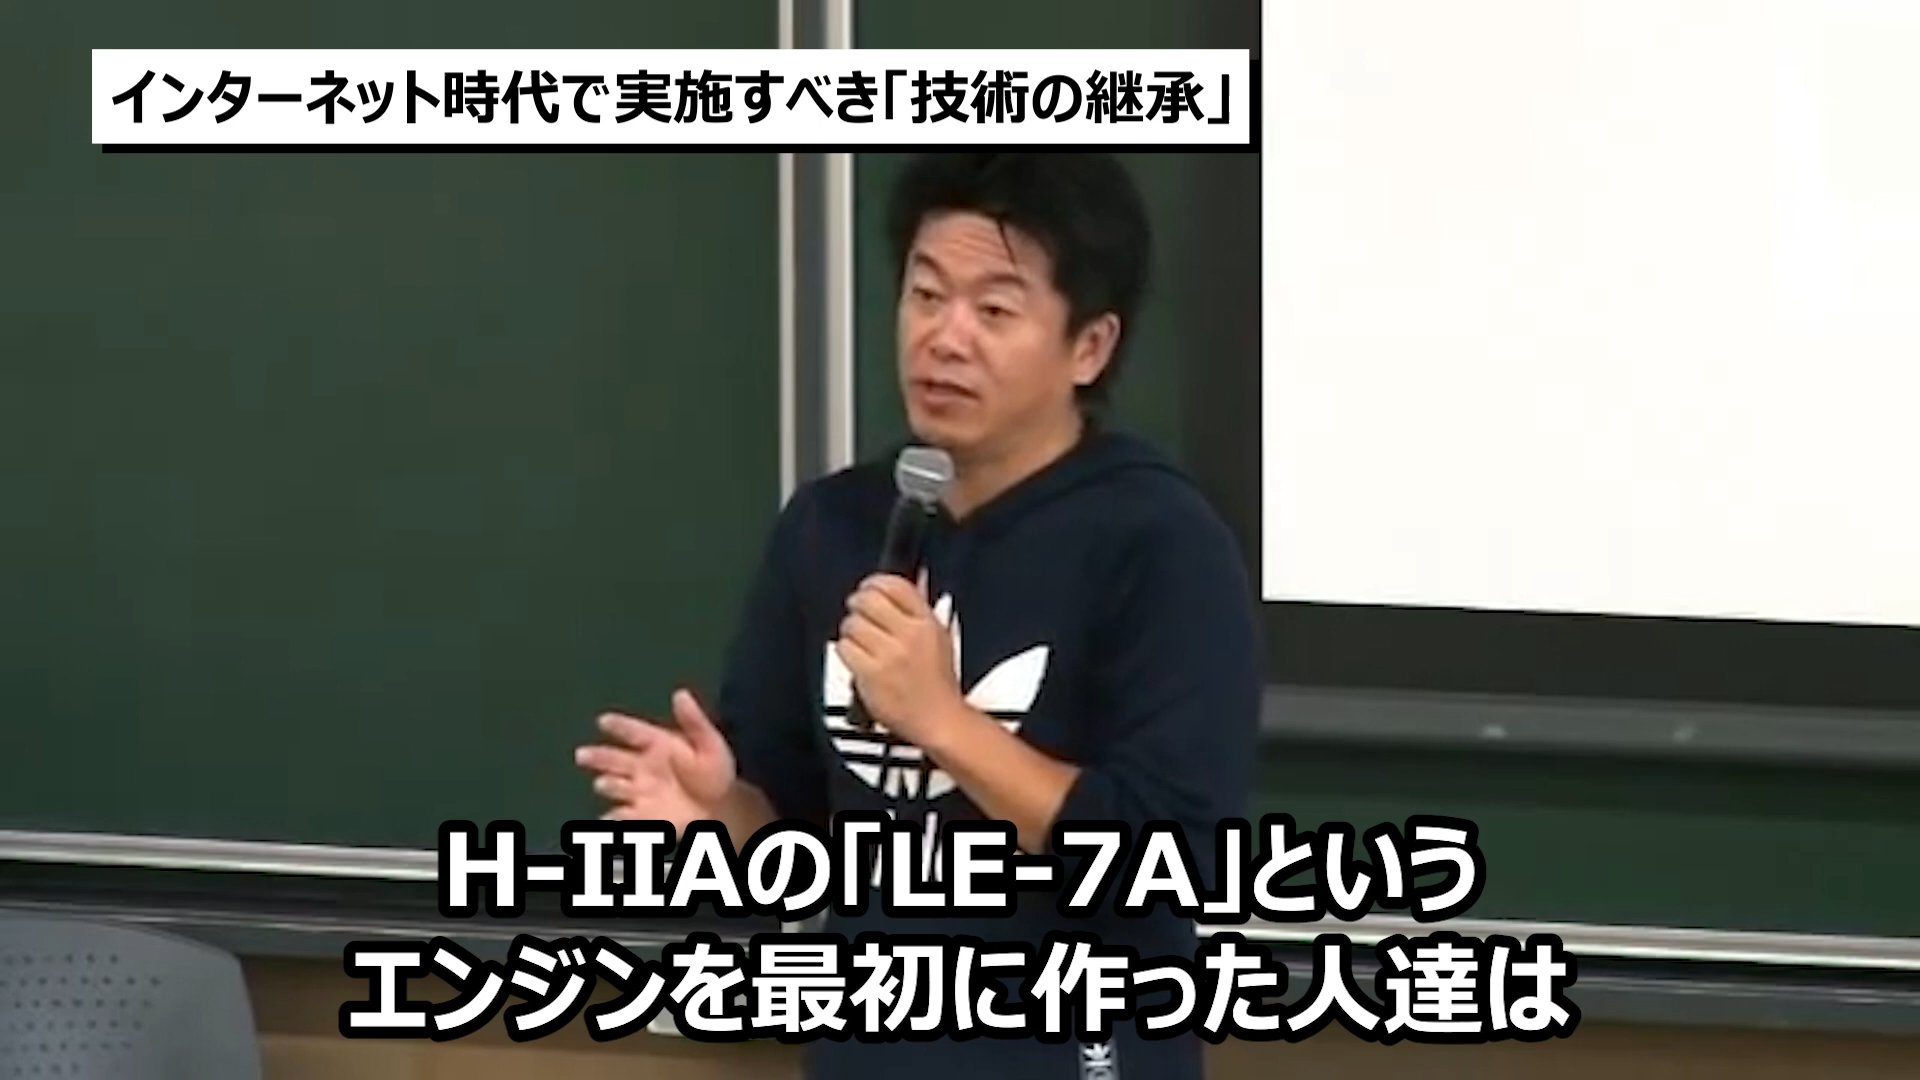 インターネット時代で実施すべき「技術の継承」
H-IIAの「LE-7A」という
エンジンを最初に作った人達は